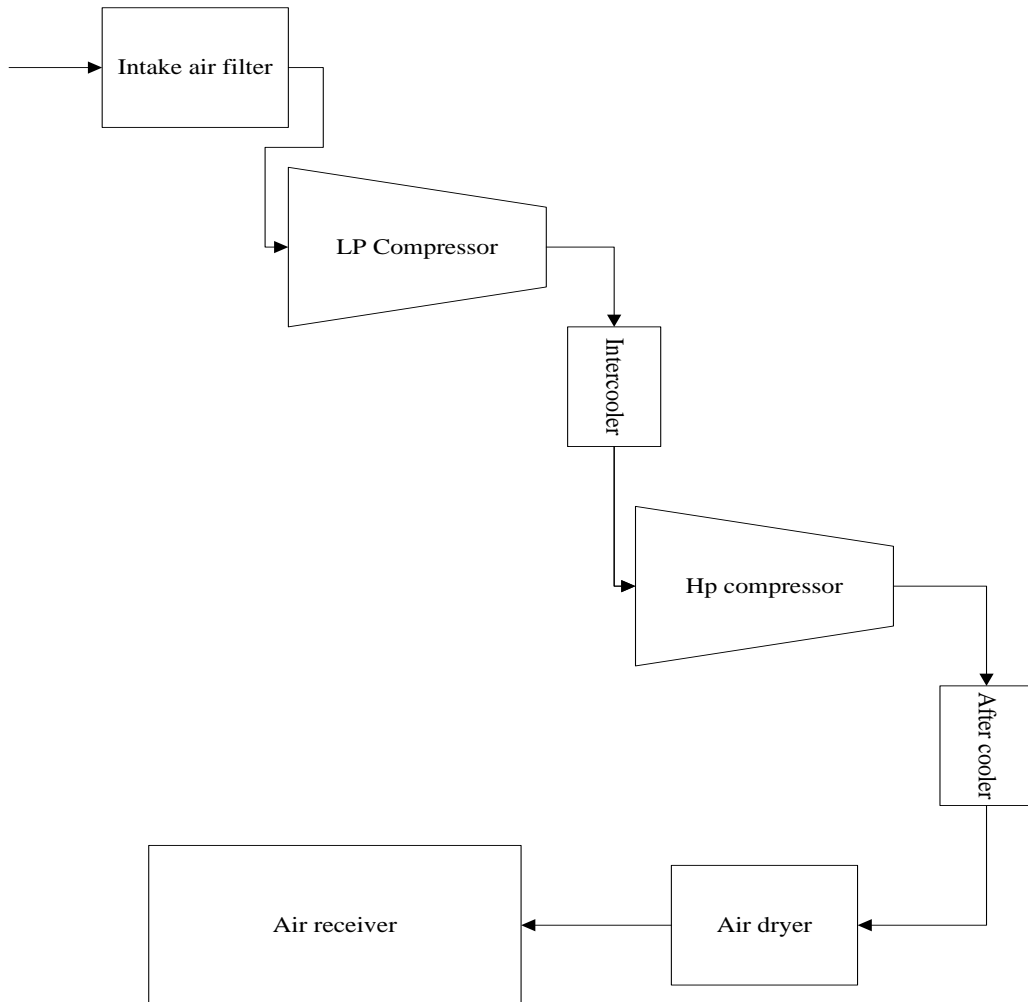 Intake air filter
LP Compressor
Intercooler
Hp compressor
After cooler
Air receiver
Air dryer